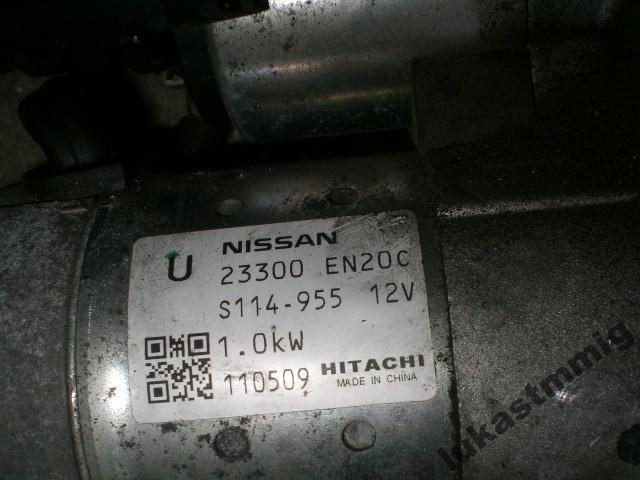 NISSAN
U 23300 EN20C
S114-955 12V
1.0kW
110509 HITACHI
MADE IN CHINA
lukastmmig